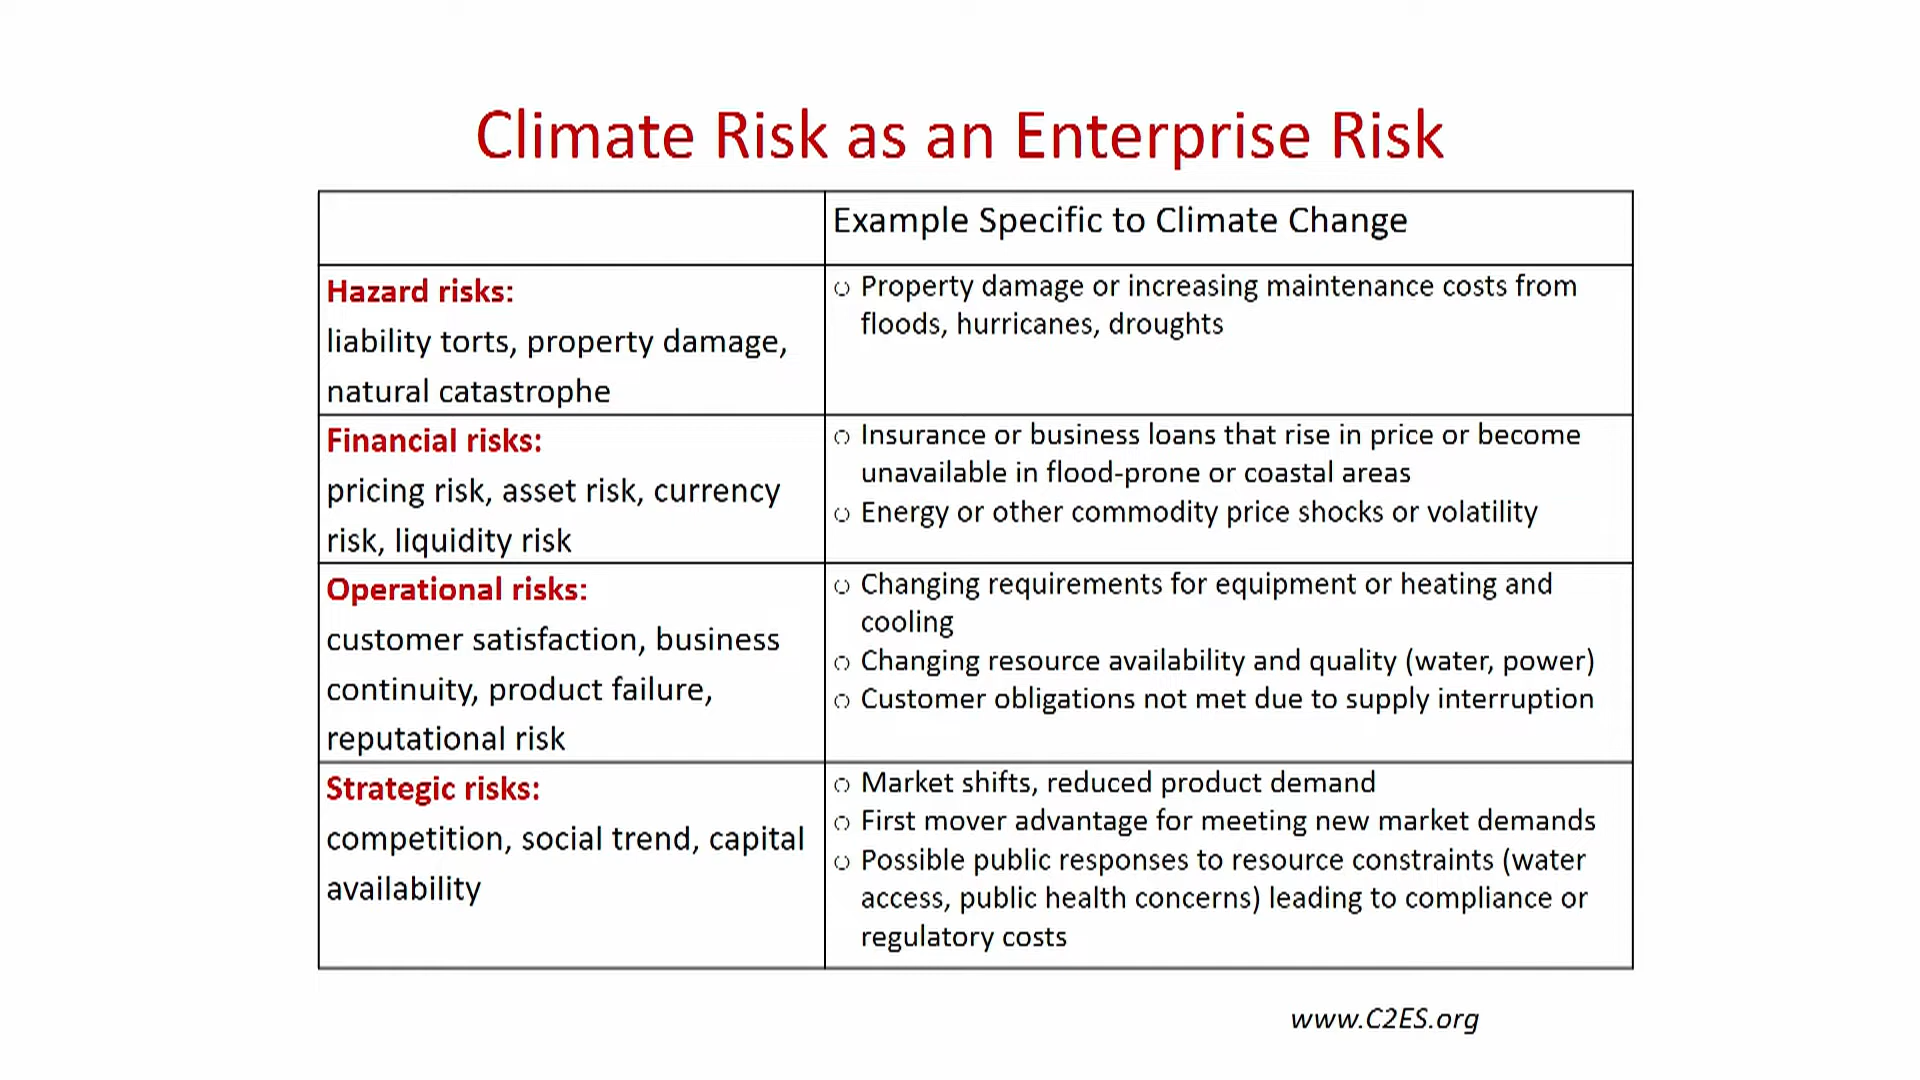 Climate Risk as an Enterprise Risk
Example Specific to Climate Change
Hazard risks:
liability torts, property damage,
natural catastrophe
Property damage or increasing maintenance costs from
floods, hurricanes, droughts
Financial risks:
pricing risk, asset risk, currency
risk, liquidity risk
Insurance or business loans that rise in price or become
unavailable in flood-prone or coastal areas
Energy or other commodity price shocks or volatility
Operational risks:
customer satisfaction, business
continuity, product failure,
reputational risk
Changing requirements for equipment or heating and
cooling
Changing resource availability and quality (water, power)
Customer obligations not met due to supply interruption
Strategic risks:
competition, social trend, capital
availability
Market shifts, reduced product demand
First mover advantage for meeting new market demands
Possible public responses to resource constraints (water
access, public health concerns) leading to compliance or
regulatory costs
www.C2ES.org